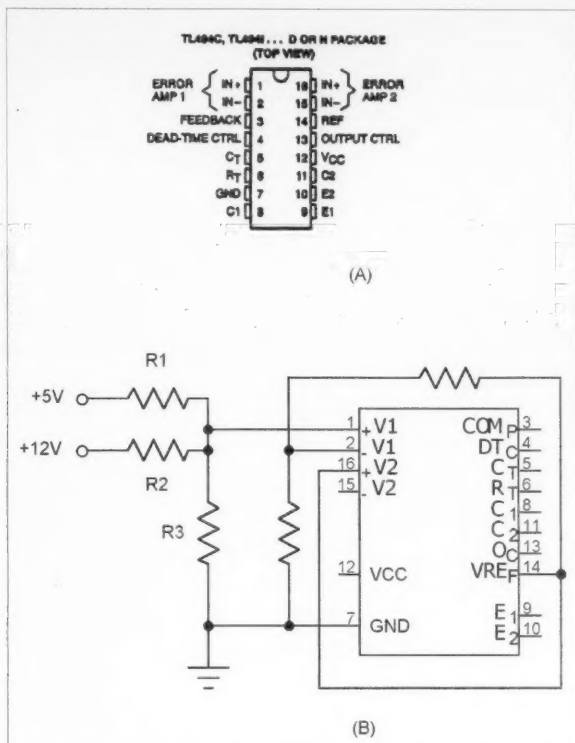 TL494C, TL494I . . . D OR N PACKAGE
(TOP VIEW)
ERROR AMP 1
IN+ 1 16 IN+
ERROR AMP 2
IN− 2 15 IN−
FEEDBACK 3 14 REF
DEAD-TIME CTRL 4 13 OUTPUT CTRL
CT 5 12 VCC
RT 6 11 C2
GND 7 10 E2
C1 8 9 E1
(A)
R1
+5V
+12V
R2
R3
1 +V1 COMP 3
2 -V1 DTC 4
16 +V2 CT 5
15 -V2 RT 6
C1 8
C2 11
OC 13
12 VCC VREF 14
E1 9
7 GND E2 10
(B)